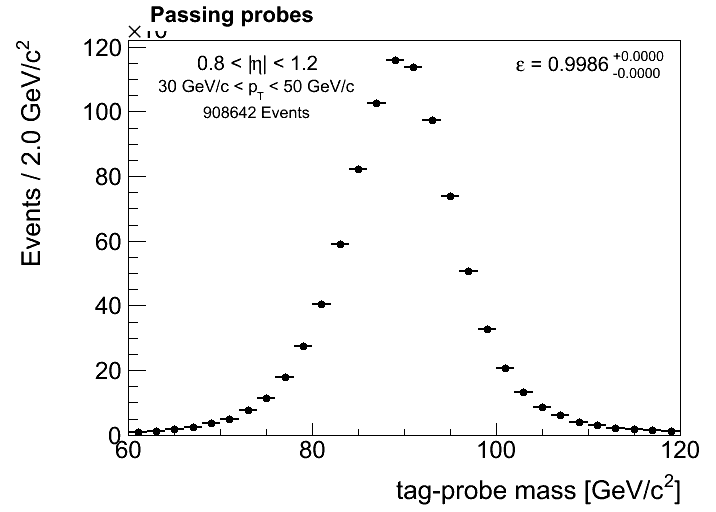 Passing probes
120
100
80
60
40
20
0
Events / 2.0 GeV/c²
0.8 < |η| < 1.2
30 GeV/c < p_T < 50 GeV/c
908642 Events
ε = 0.9986 +0.0000 -0.0000
60 80 100 120
tag-probe mass [GeV/c²]